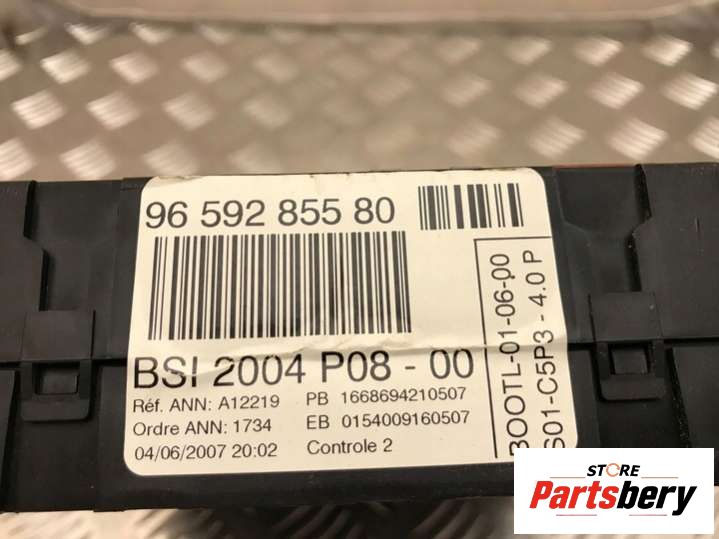 96 592 855 80
BSI 2004 P08 - 00
Réf. ANN: A12219 PB 1668694210507
Ordre ANN: 1734 EB 0154009160507
04/06/2007 20:02 Controle 2
BOOTL-01-06-00
S01-C5P3 - 4.0 P
STORE
Partsbery